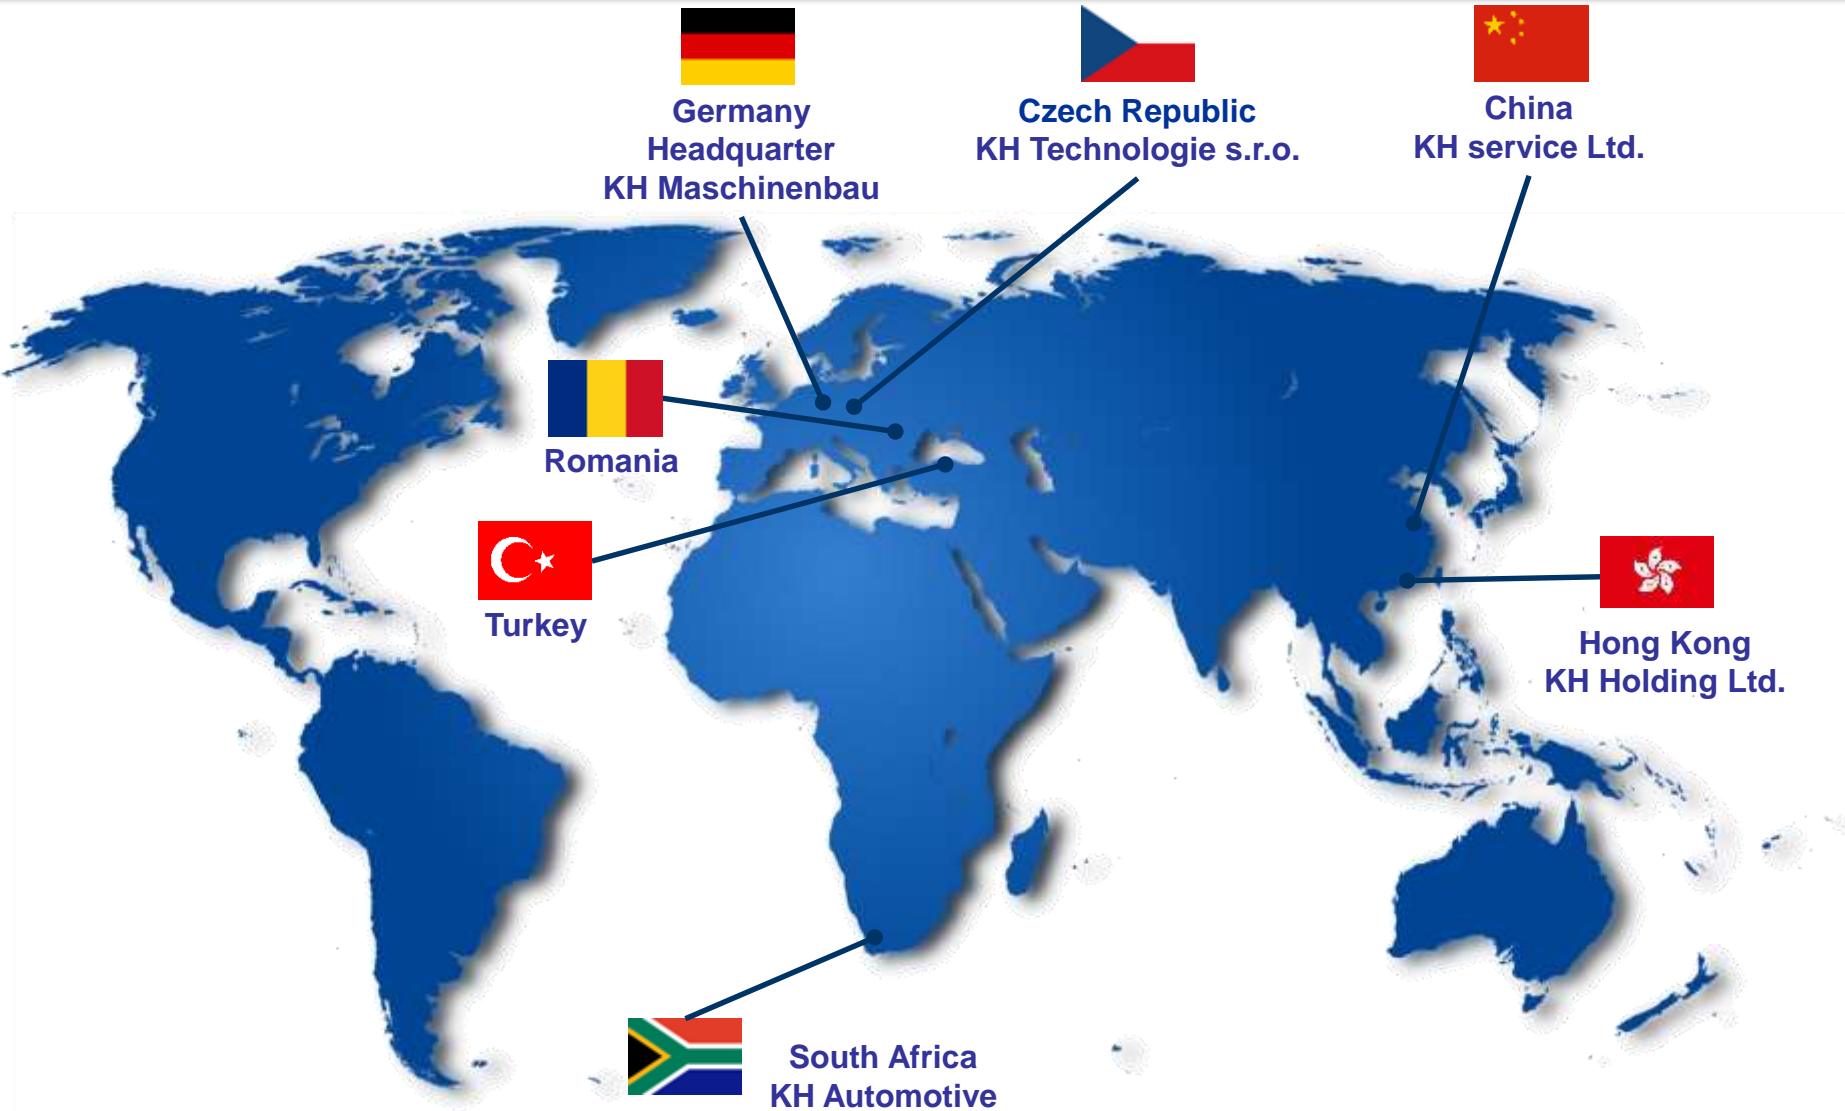 Germany
Headquarter
KH Maschinenbau
Czech Republic
KH Technologie s.r.o.
China
KH service Ltd.
Romania
Turkey
Hong Kong
KH Holding Ltd.
South Africa
KH Automotive